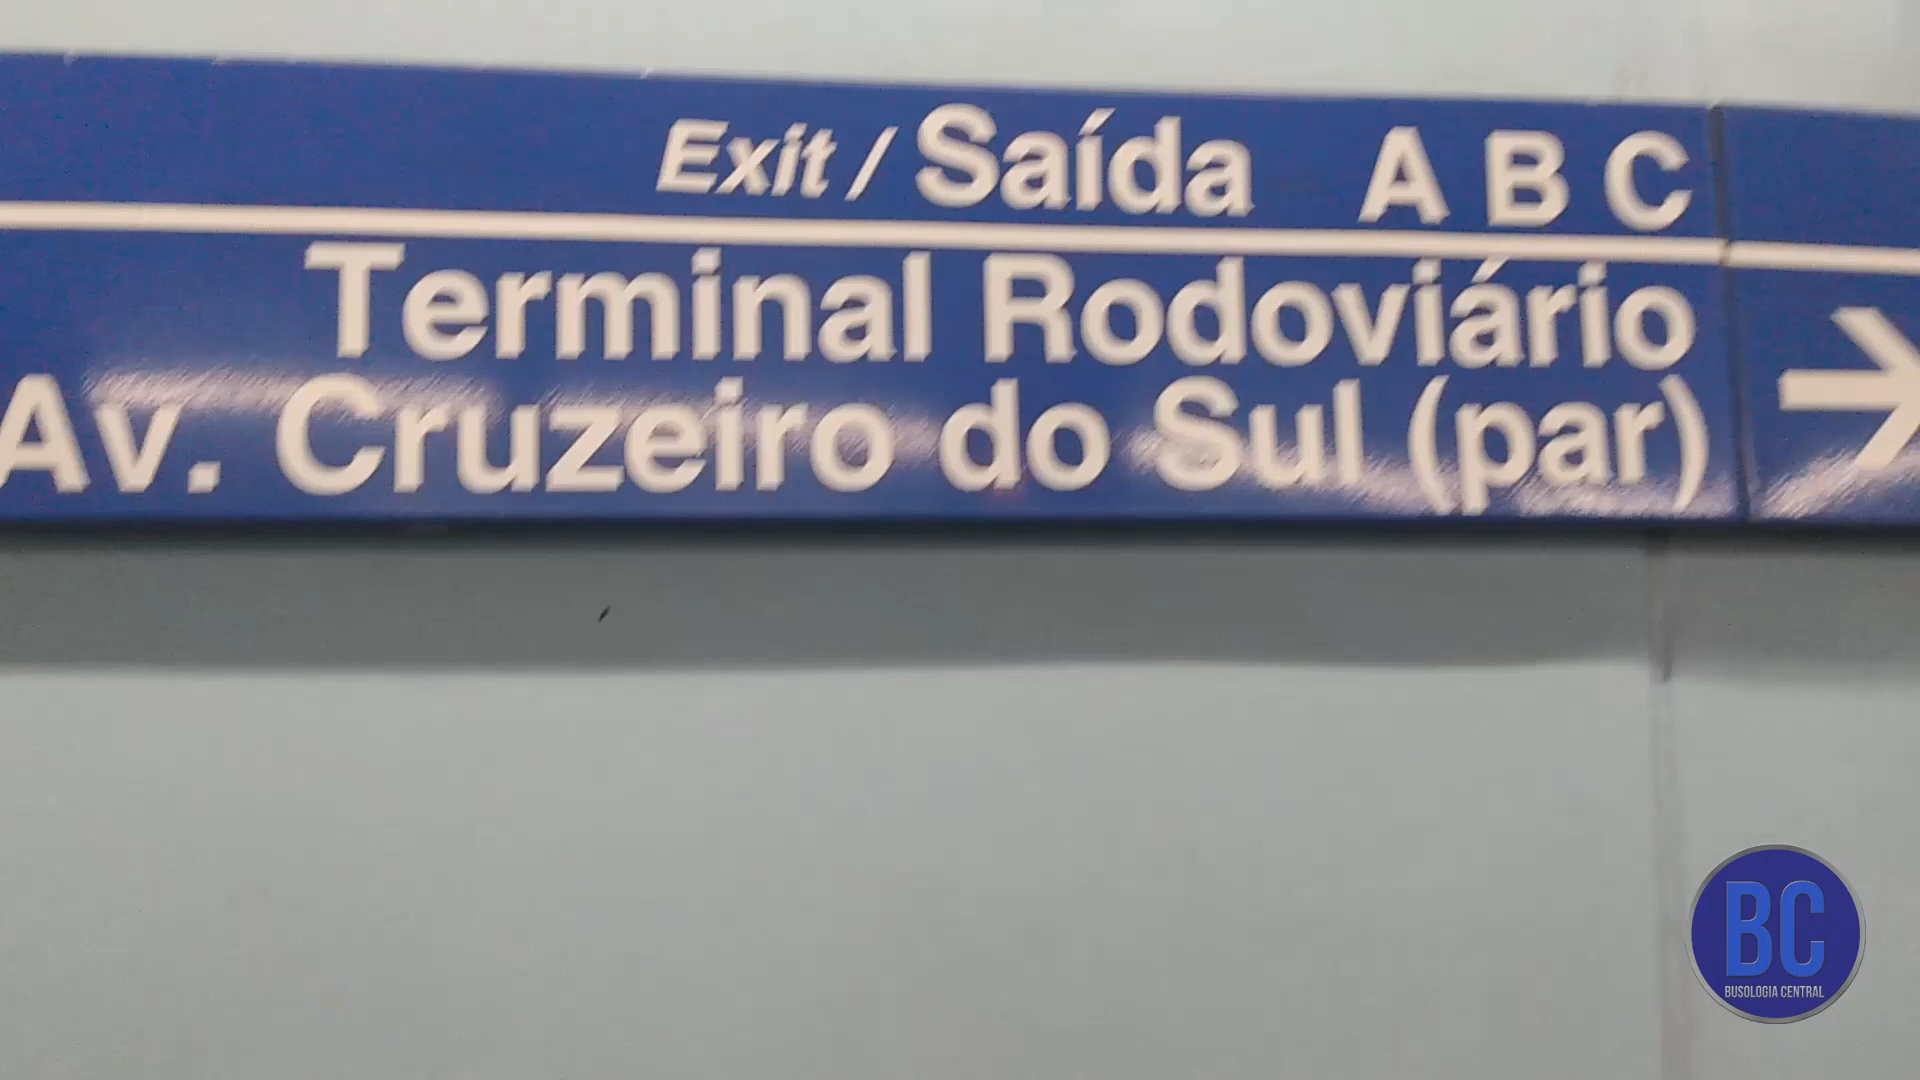 Exit / Saída A B C
Terminal Rodoviário
Av. Cruzeiro do Sul (par)
BC
BUSOLOGIA CENTRAL